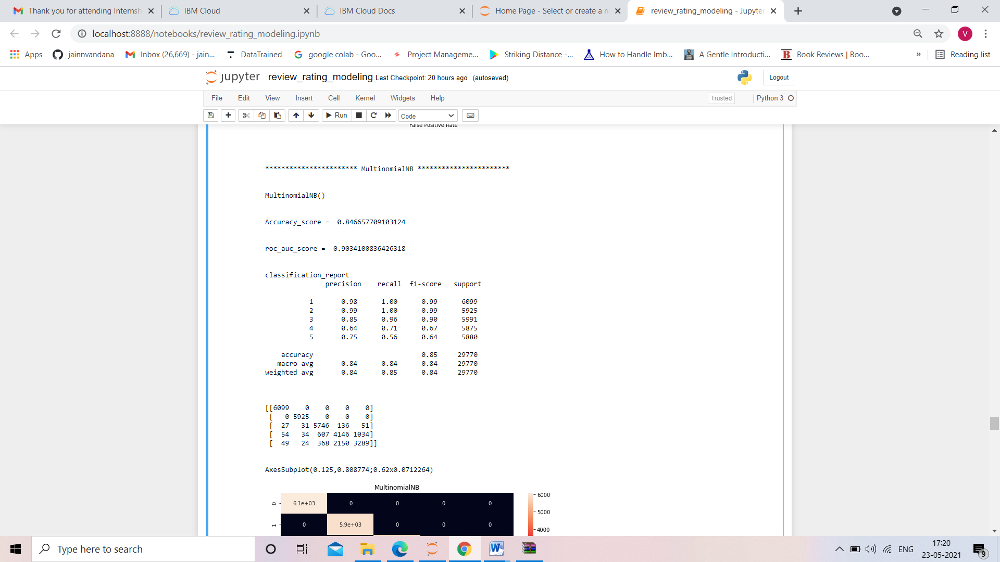 Thank you for attending Internsh
IBM Cloud
IBM Cloud Docs
Home Page - Select or create a n
review_rating_modeling - Jupyter
localhost:8888/notebooks/review_rating_modeling.ipynb
V
Apps
jainnvandana
Inbox (26,669) - jain...
DataTrained
google colab - Goo...
Project Manageme...
Striking Distance -...
How to Handle Imb...
A Gentle Introducti...
Book Reviews | Boo...
»
Reading list
jupyter review_rating_modeling Last Checkpoint: 20 hours ago (autosaved)
Logout
File Edit View Insert Cell Kernel Widgets Help
Trusted
Python 3
Run
Code
False Positive Rate
*********************** MultinomialNB ***********************
MultinomialNB()
Accuracy_score =  0.846657709103124
roc_auc_score =  0.9034100836426318
classification_report
precision recall f1-score support
1 0.98 1.00 0.99 6099
2 0.99 1.00 0.99 5925
3 0.85 0.96 0.90 5991
4 0.64 0.71 0.67 5875
5 0.75 0.56 0.64 5880
accuracy 0.85 29770
macro avg 0.84 0.84 0.84 29770
weighted avg 0.84 0.85 0.84 29770
[[6099 0 0 0 0]
[ 0 5925 0 0 0]
[ 27 31 5746 136 51]
[ 54 34 607 4146 1034]
[ 49 24 368 2150 3289]]
AxesSubplot(0.125,0.808774;0.62x0.0712264)
MultinomialNB
0 6.1e+03 0 0 0 0
1 0 5.9e+03 0 0 0
6000
5000
4000
Type here to search
W
ENG
17:20
23-05-2021
9